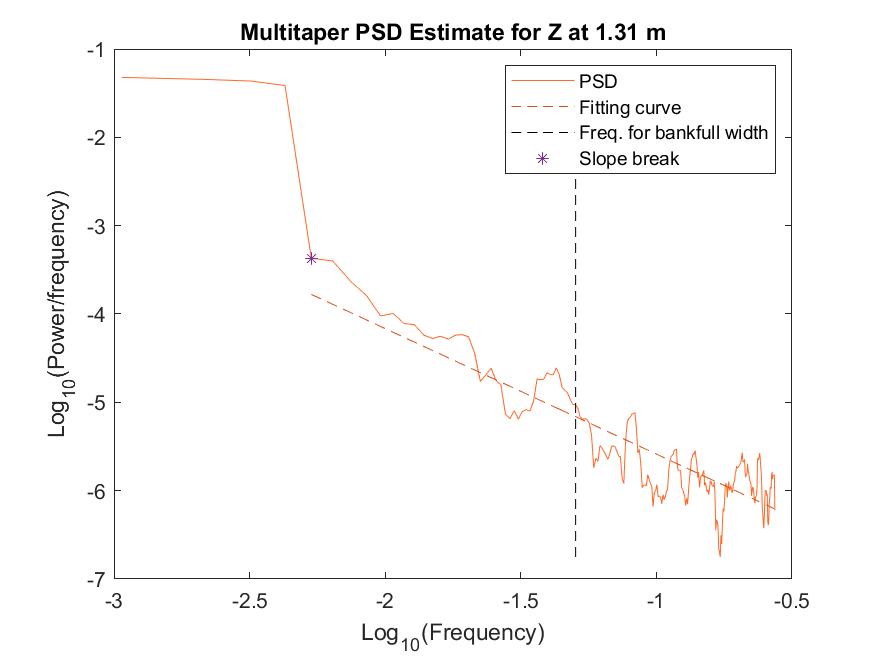 Multitaper PSD Estimate for Z at 1.31 m
-1
-2
-3
-4
-5
-6
-7
Log10(Power/frequency)
PSD
Fitting curve
Freq. for bankfull width
Slope break
-3
-2.5
-2
-1.5
-1
-0.5
Log10(Frequency)